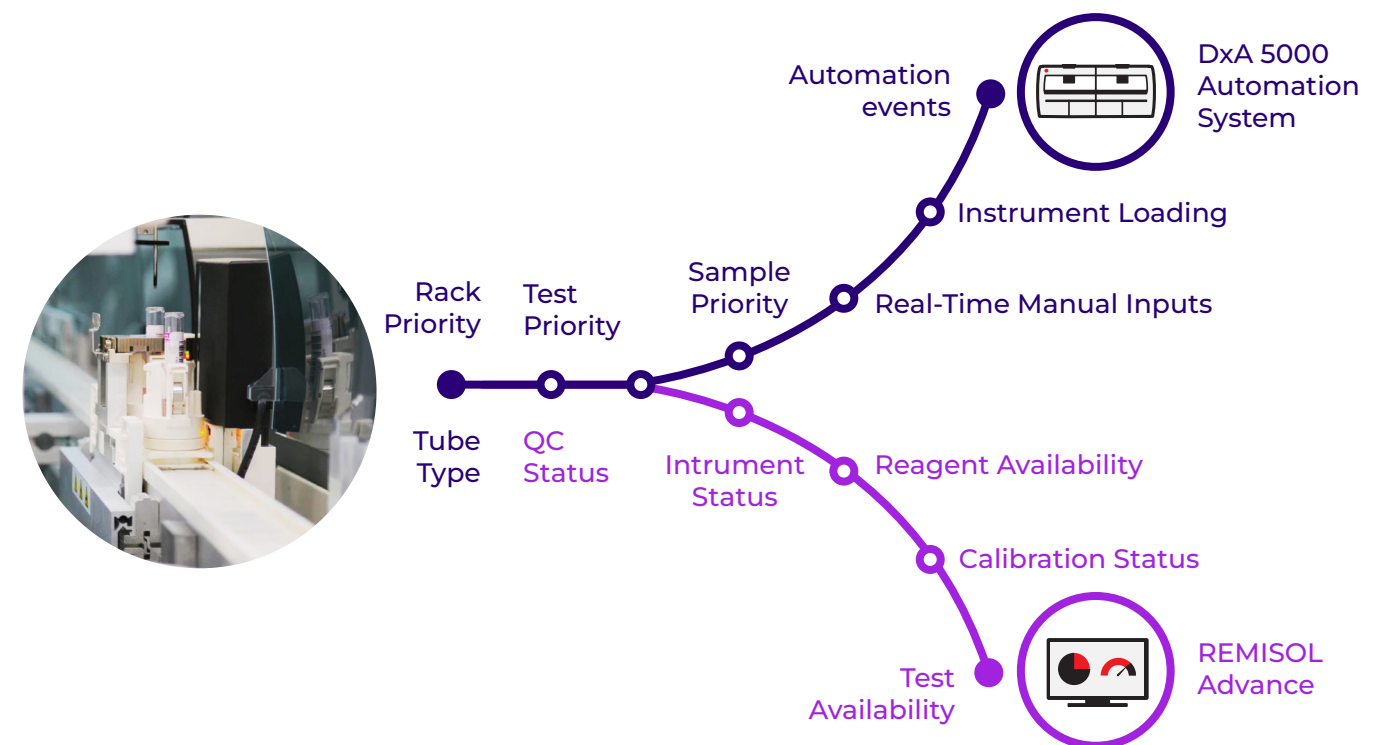 Automation
events
DxA 5000
Automation
System
Instrument Loading
Sample
Priority
Real-Time Manual Inputs
Rack
Priority
Test
Priority
Tube
Type
QC
Status
Intrument
Status
Reagent Availability
Calibration Status
Test
Availability
REMISOL
Advance